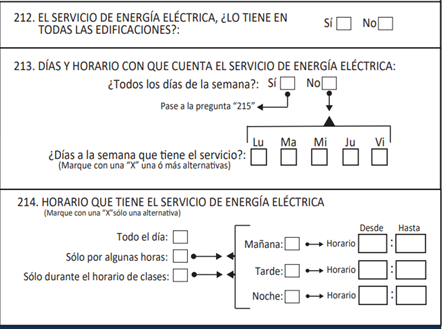 212. EL SERVICIO DE ENERGÍA ELÉCTRICA, ¿LO TIENE EN
TODAS LAS EDIFICACIONES?:
Sí No
213. DÍAS Y HORARIO CON QUE CUENTA EL SERVICIO DE ENERGÍA ELÉCTRICA:
¿Todos los días de la semana?: Sí No
Pase a la pregunta “215”
Lu Ma Mi Ju Vi
¿Días a la semana que tiene el servicio?:
(Marque con una “X” una ó más alternativas)
214. HORARIO QUE TIENE EL SERVICIO DE ENERGÍA ELÉCTRICA
(Marque con una “X”sólo una alternativa)
Desde Hasta
Todo el día:
Mañana: Horario :
Sólo por algunas horas:
Tarde: Horario :
Sólo durante el horario de clases:
Noche: Horario :